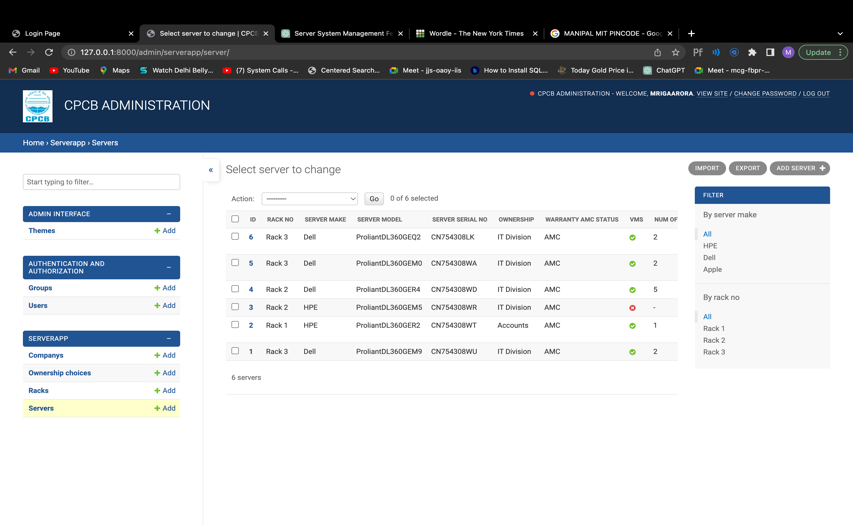 Login Page
Select server to change | CPCB
Server System Management Fe
Wordle - The New York Times
MANIPAL MIT PINCODE - Goog
127.0.0.1:8000/admin/serverapp/server/
M
Update
Gmail
YouTube
Maps
Watch Delhi Belly...
(7) System Calls -...
Centered Search...
Meet - jjs-oaoy-iis
How to Install SQL...
Today Gold Price i...
ChatGPT
Meet - mcg-fbpr-...
CPCB
CPCB ADMINISTRATION
CPCB ADMINISTRATION - WELCOME, MRIGAARORA. VIEW SITE / CHANGE PASSWORD / LOG OUT
Home › Serverapp › Servers
Start typing to filter...
ADMIN INTERFACE –
Themes + Add
AUTHENTICATION AND
AUTHORIZATION –
Groups + Add
Users + Add
SERVERAPP –
Companys + Add
Ownership choices + Add
Racks + Add
Servers + Add
«
Select server to change
IMPORT
EXPORT
ADD SERVER +
Action: --------- Go 0 of 6 selected
ID RACK NO SERVER MAKE SERVER MODEL SERVER SERIAL NO OWNERSHIP WARRANTY AMC STATUS VMS NUM OF
6 Rack 3 Dell ProliantDL360GEQ2 CN754308LK IT Division AMC 2
5 Rack 3 Dell ProliantDL360GEM0 CN754308WA IT Division AMC 2
4 Rack 2 Dell ProliantDL360GER4 CN754308WD IT Division AMC 5
3 Rack 2 HPE ProliantDL360GEM5 CN754308WR IT Division AMC -
2 Rack 1 HPE ProliantDL360GER2 CN754308WT Accounts AMC 1
1 Rack 3 Dell ProliantDL360GEM9 CN754308WU IT Division AMC 2
6 servers
FILTER
By server make
All
HPE
Dell
Apple
By rack no
All
Rack 1
Rack 2
Rack 3